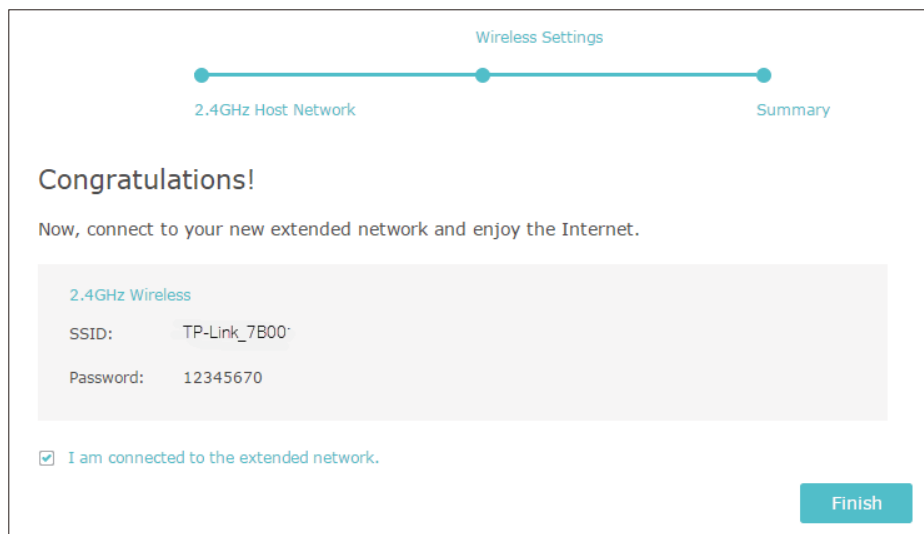 Wireless Settings
2.4GHz Host Network
Summary
Congratulations!
Now, connect to your new extended network and enjoy the Internet.
2.4GHz Wireless
SSID: TP-Link_7B00
Password: 12345670
I am connected to the extended network.
Finish